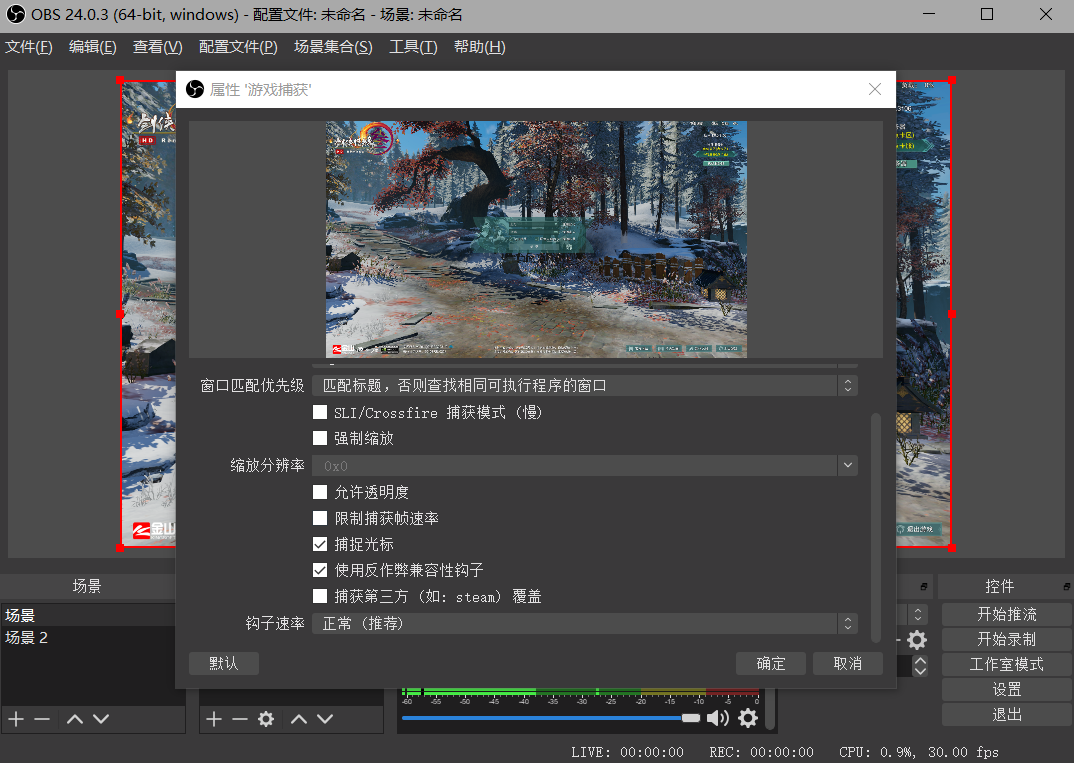 OBS 24.0.3 (64-bit, windows) - 配置文件: 未命名 - 场景: 未命名
文件(F) 编辑(E) 查看(V) 配置文件(P) 场景集合(S) 工具(T) 帮助(H)
属性 '游戏捕获'
窗口匹配优先级 匹配标题，否则查找相同可执行程序的窗口
SLI/Crossfire 捕获模式 (慢)
强制缩放
缩放分辨率 0x0
允许透明度
限制捕获帧速率
捕捉光标
使用反作弊兼容性钩子
捕获第三方 (如: steam) 覆盖
钩子速率 正常 (推荐)
默认 确定 取消
场景
场景
场景 2
控件
开始推流
开始录制
工作室模式
设置
退出
退出游戏
-60 -55 -50 -45 -40 -35 -30 -25 -20 -15 -10 -5 0
LIVE: 00:00:00 REC: 00:00:00 CPU: 0.9%, 30.00 fps